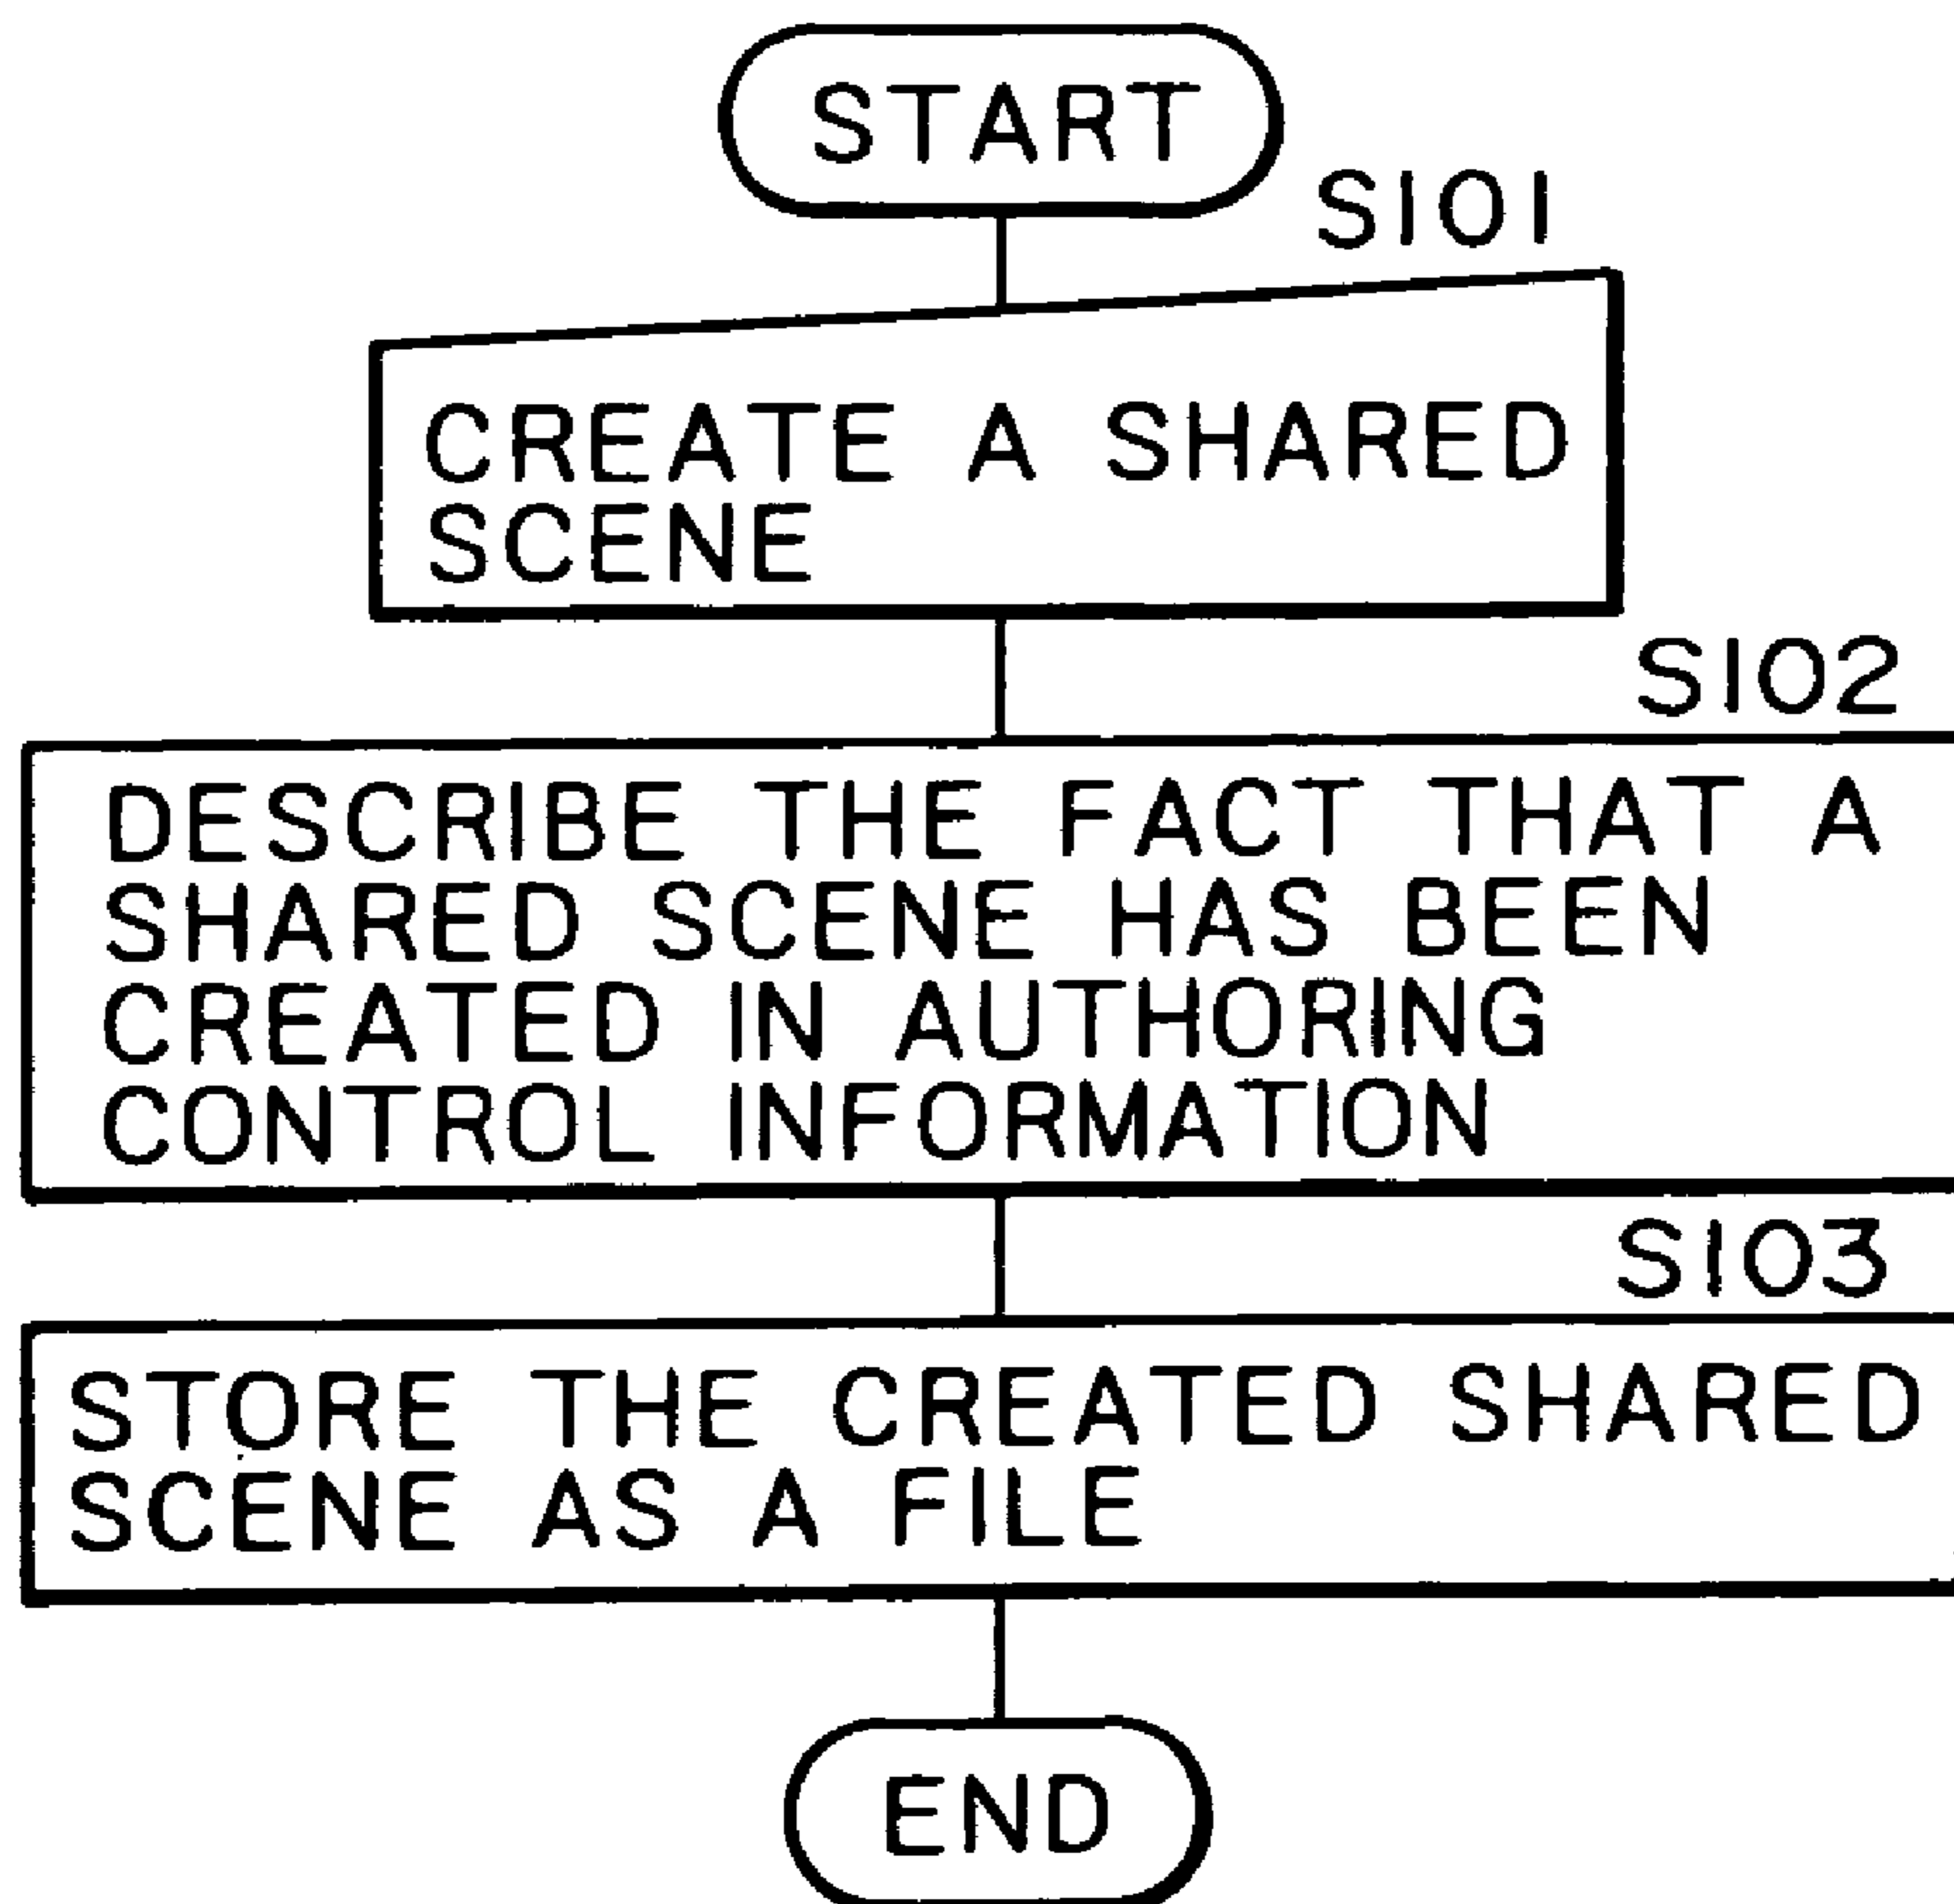 START
S101
CREATE A SHARED
SCENE
S102
DESCRIBE THE FACT THAT A
SHARED SCENE HAS BEEN
CREATED IN AUTHORING
CONTROL INFORMATION
S103
STORE THE CREATED SHARED
SCENE AS A FILE
END